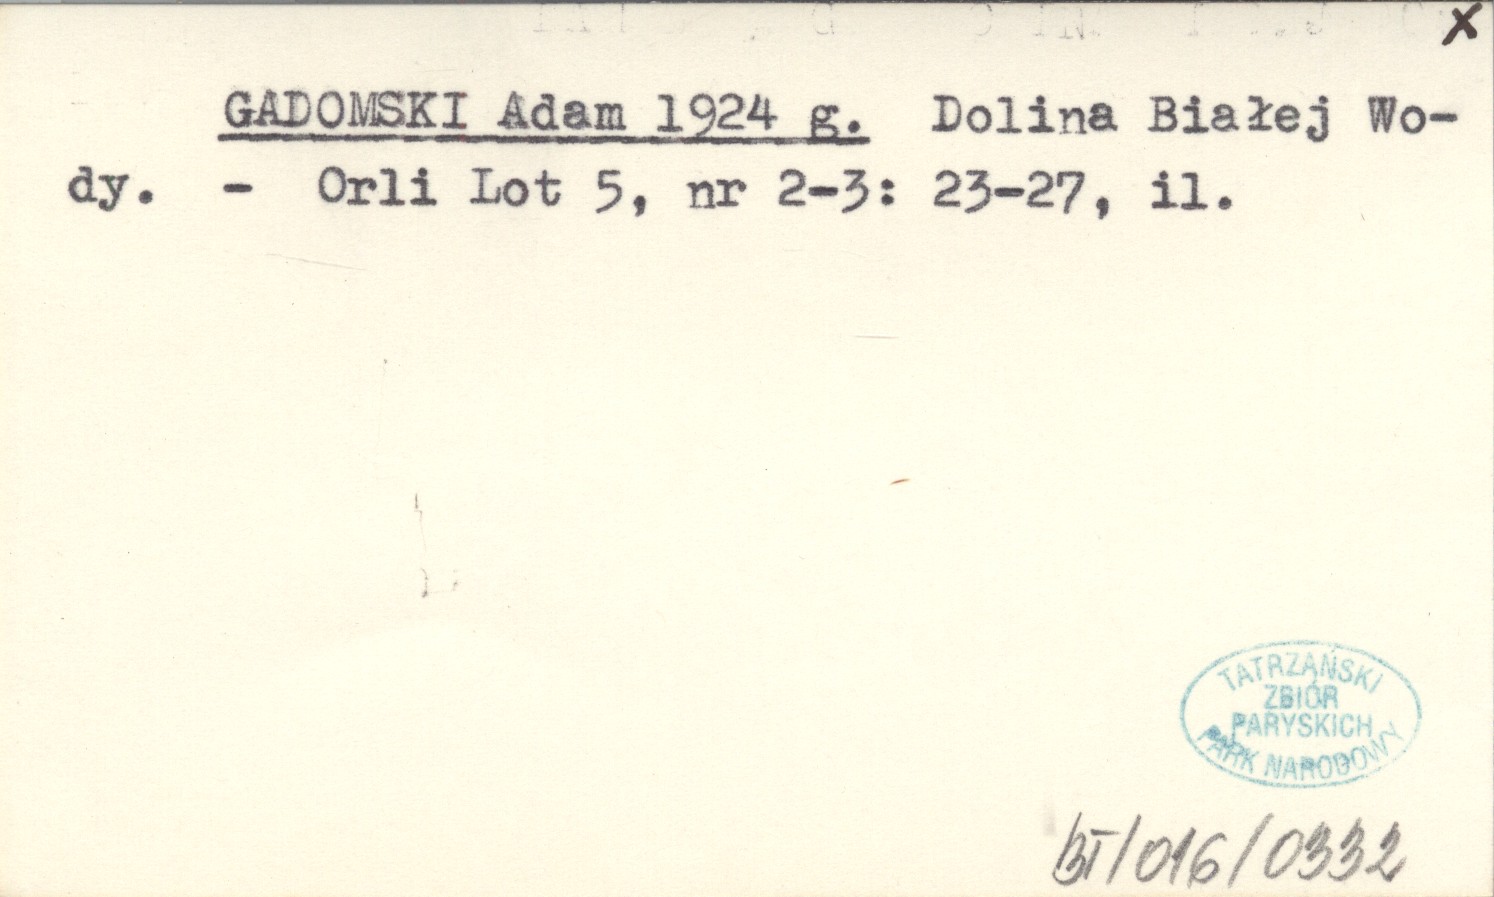 x
GADOMSKI Adam 1924 g. Dolina Białej Wo-
dy. - Orli Lot 5, nr 2-3: 23-27, il.
TATRZAŃSKI
ZBIÓR
PARYSKICH
PARK NARODOWY
BT/016/0332